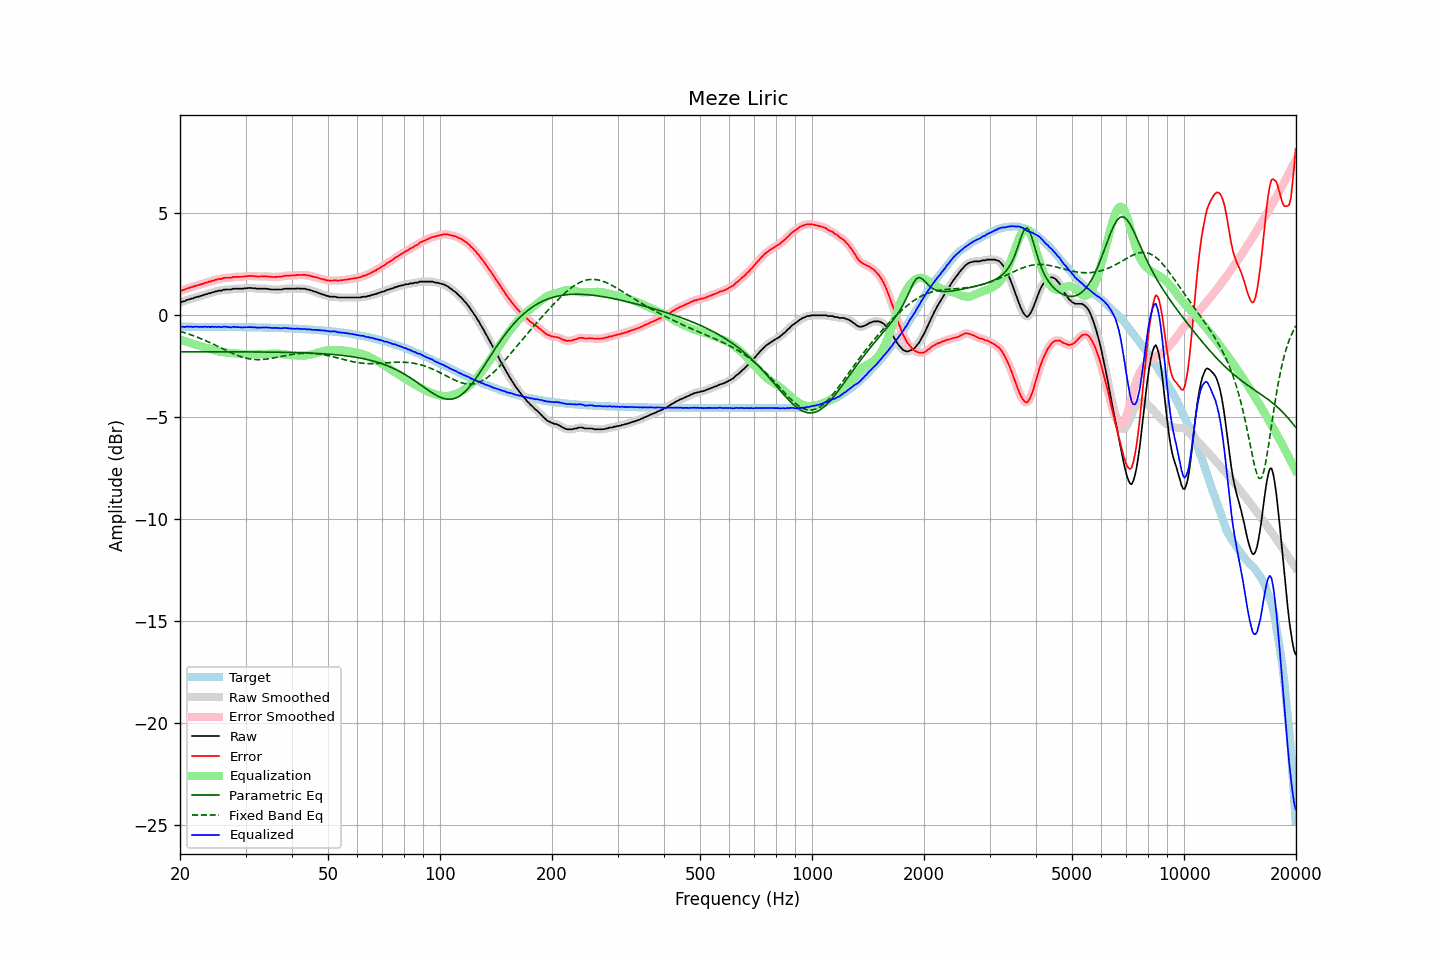 Meze Liric
Amplitude (dBr)
5
0
−5
−10
−15
−20
−25
Target
Raw Smoothed
Error Smoothed
Raw
Error
Equalization
Parametric Eq
Fixed Band Eq
Equalized
20 50 100 200 500 1000 2000 5000 10000 20000
Frequency (Hz)